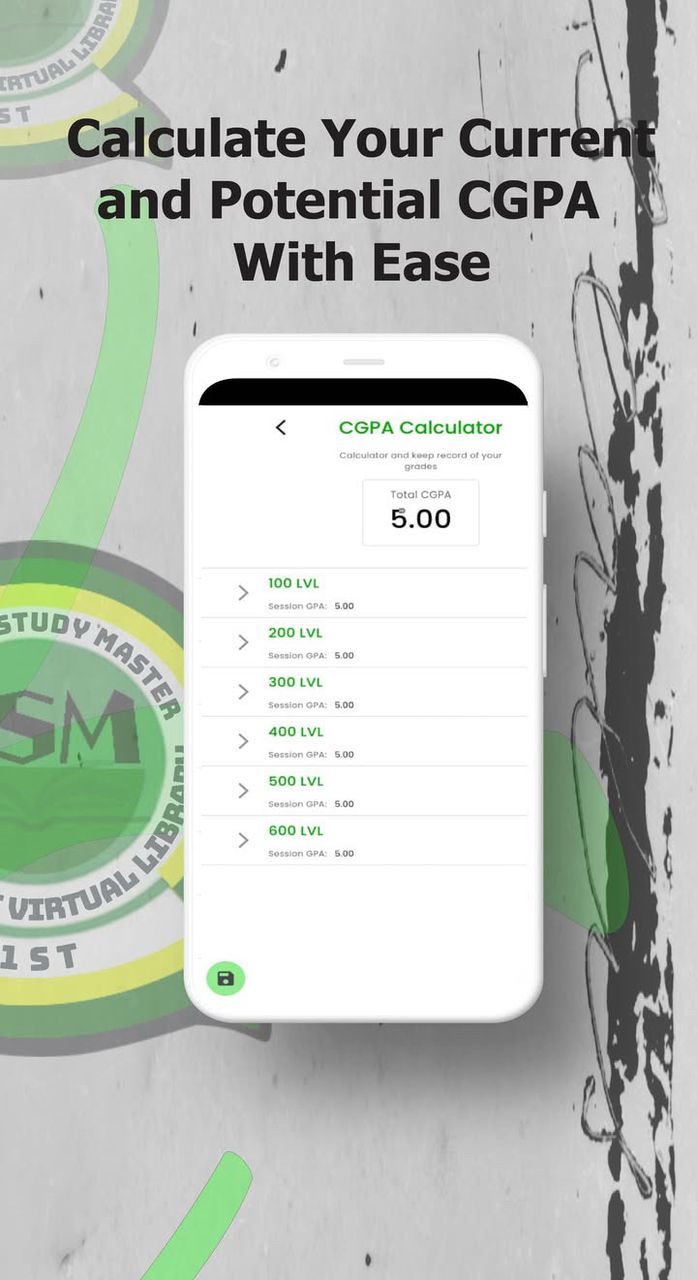 VIRTUAL LIBRARY
ST
Calculate Your Current
and Potential CGPA
With Ease
CGPA Calculator
Calculator and keep record of your
grades
Total CGPA
5.00
100 LVL
Session GPA: 5.00
200 LVL
Session GPA: 5.00
300 LVL
Session GPA: 5.00
400 LVL
Session GPA: 5.00
500 LVL
Session GPA: 5.00
600 LVL
Session GPA: 5.00
STUDY MASTER
SM
VIRTUAL LIBRARY
1ST